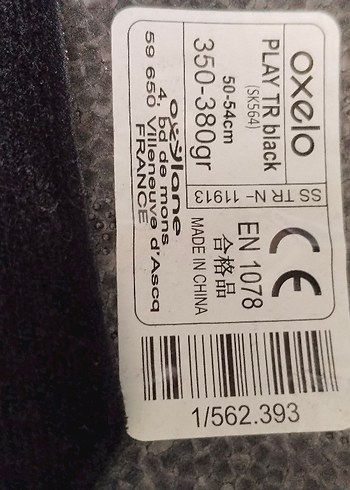 oxelo
PLAY TR black
(SK564)
50-54cm
350-380gr
SS TR N- 11913
CE
EN 1078
合格品
MADE IN CHINA
oxylane
4, bd de mons
59 650 Villeneuve d'Ascq
FRANCE
1/562.393